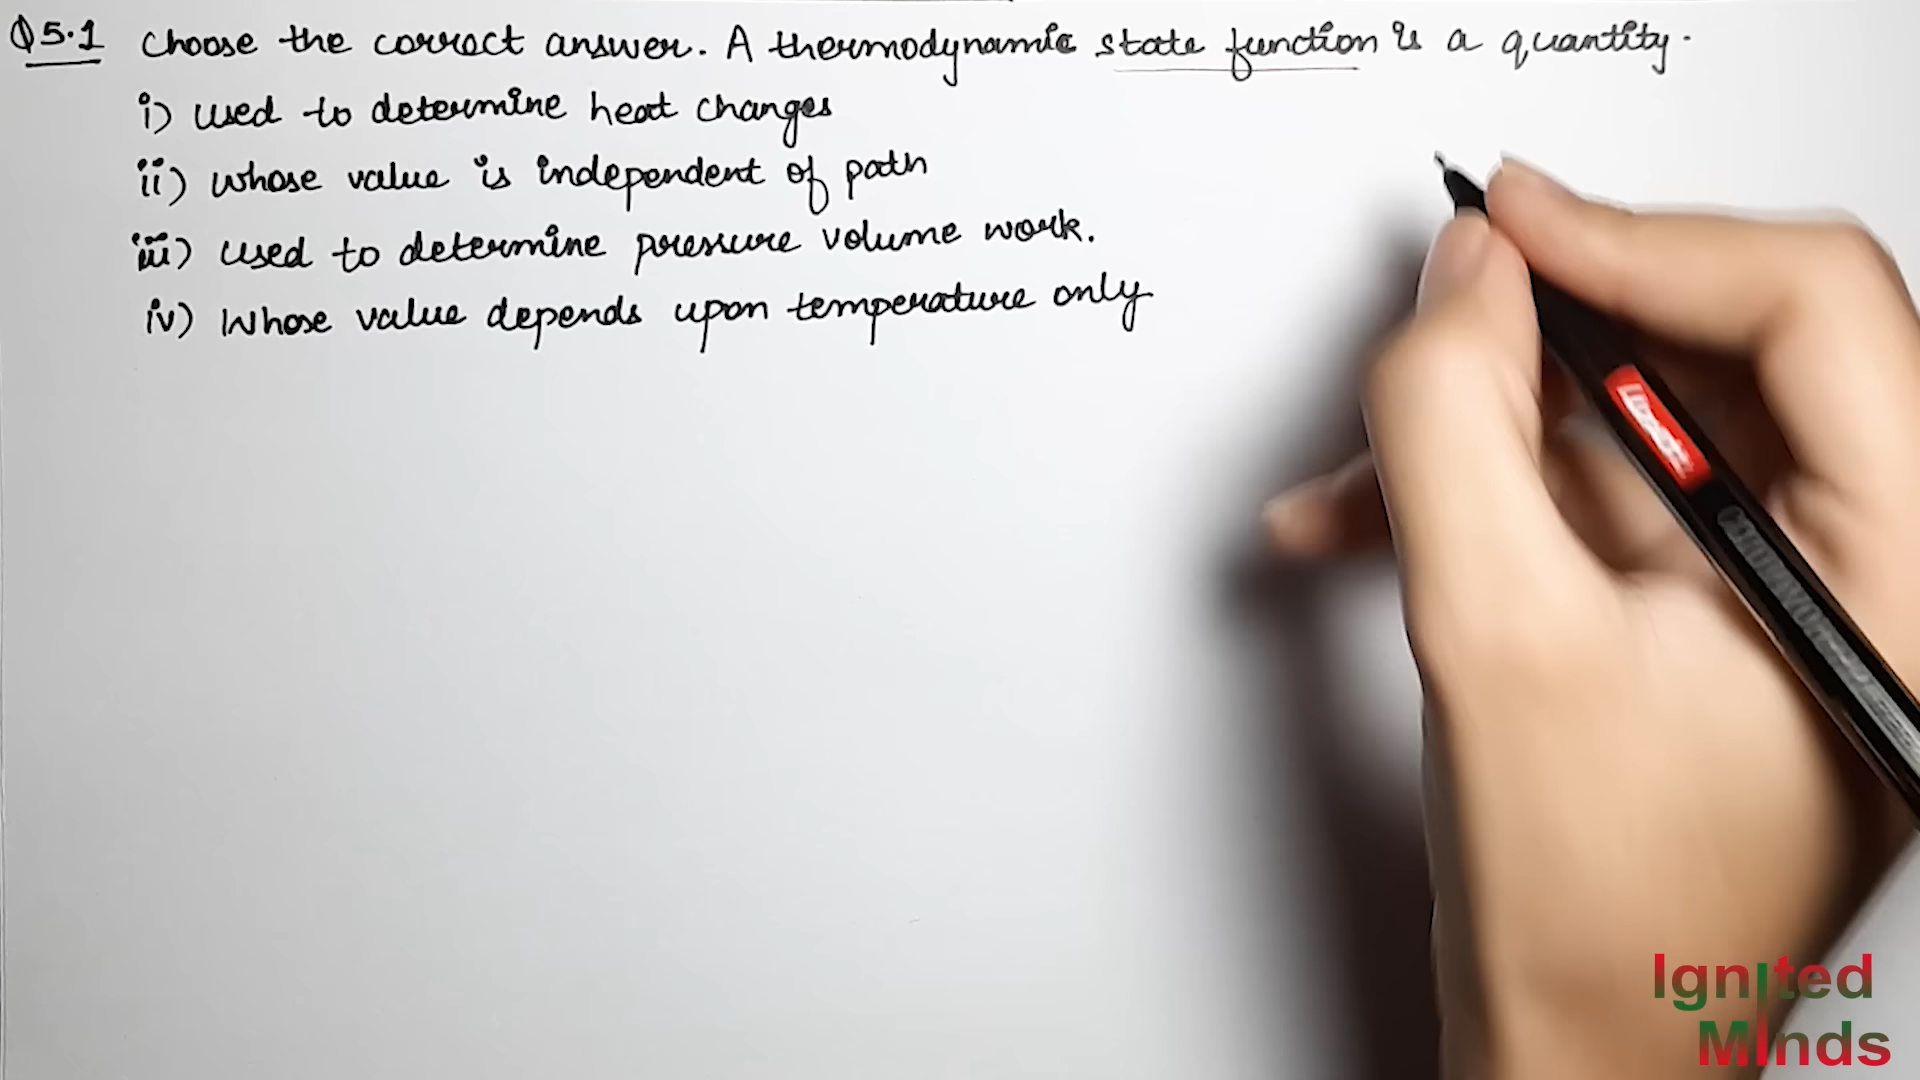 Q5.1 Choose the correct answer. A thermodynamic state function is a quantity.
i) used to determine heat changes
ii) whose value is independent of path
iii) used to determine pressure volume work.
iv) Whose value depends upon temperature only
Ignited
Minds